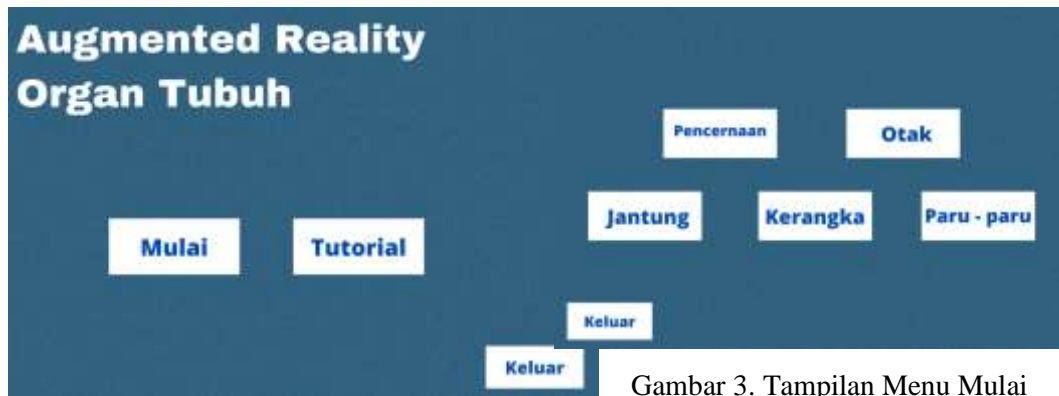 Augmented Reality
Organ Tubuh
Mulai
Tutorial
Keluar
Pencernaan
Otak
Jantung
Kerangka
Paru - paru
Keluar
Gambar 3. Tampilan Menu Mulai